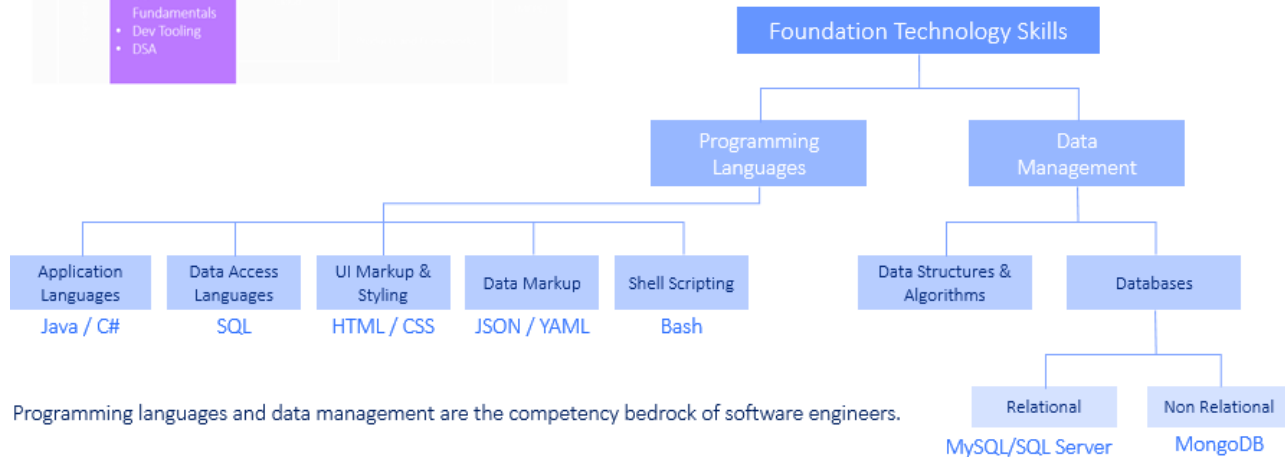 Fundamentals
• Dev Tooling
• DSA
Foundation Technology Skills
Programming
Languages
Data
Management
Application
Languages
Java / C#
Data Access
Languages
SQL
UI Markup &
Styling
HTML / CSS
Data Markup
JSON / YAML
Shell Scripting
Bash
Data Structures &
Algorithms
Databases
Relational
MySQL/SQL Server
Non Relational
MongoDB
Programming languages and data management are the competency bedrock of software engineers.